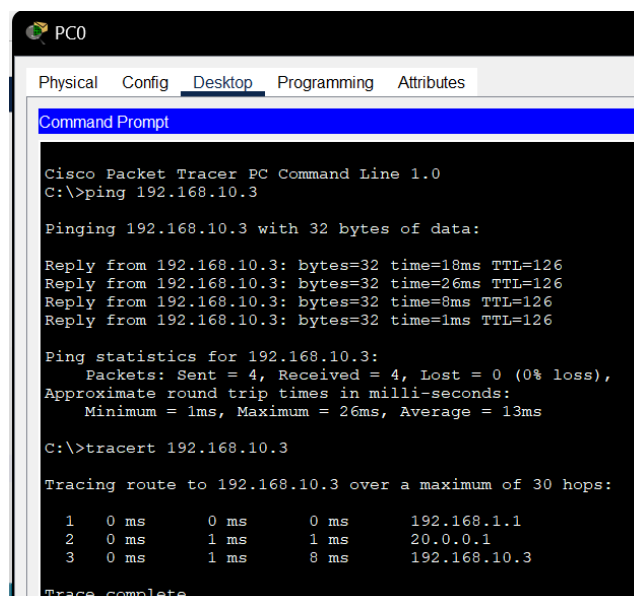 PC0
Physical Config Desktop Programming Attributes
Command Prompt
Cisco Packet Tracer PC Command Line 1.0
C:\>ping 192.168.10.3
Pinging 192.168.10.3 with 32 bytes of data:
Reply from 192.168.10.3: bytes=32 time=18ms TTL=126
Reply from 192.168.10.3: bytes=32 time=26ms TTL=126
Reply from 192.168.10.3: bytes=32 time=8ms TTL=126
Reply from 192.168.10.3: bytes=32 time=1ms TTL=126
Ping statistics for 192.168.10.3:
Packets: Sent = 4, Received = 4, Lost = 0 (0% loss),
Approximate round trip times in milli-seconds:
Minimum = 1ms, Maximum = 26ms, Average = 13ms
C:\>tracert 192.168.10.3
Tracing route to 192.168.10.3 over a maximum of 30 hops:
1 0 ms 0 ms 0 ms 192.168.1.1
2 0 ms 1 ms 1 ms 20.0.0.1
3 0 ms 1 ms 8 ms 192.168.10.3
Trace complete